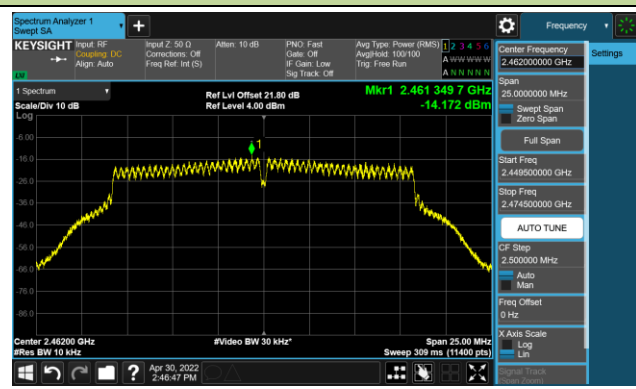 Spectrum Analyzer 1
Swept SA
Frequency
KEYSIGHT
Input: RF
Coupling: DC
Align: Auto
Input Z: 50 Ω
Corrections: Off
Freq Ref: Int (S)
Atten: 10 dB
PNO: Fast
Gate: Off
IF Gain: Low
Sig Track: Off
Avg Type: Power (RMS)
Avg|Hold: 100/100
Trig: Free Run
1 2 3 4 5 6
A W W W W W
A N N N N N
LW
1 Spectrum
Scale/Div 10 dB
Log
Ref Lvl Offset 21.80 dB
Ref Level 4.00 dBm
Mkr1 2.461 349 7 GHz
-14.172 dBm
1
-6.00
-16.0
-26.0
-36.0
-46.0
-56.0
-66.0
-76.0
-86.0
Center 2.46200 GHz
#Res BW 10 kHz
#Video BW 30 kHz*
Span 25.00 MHz
Sweep 309 ms (11400 pts)
Center Frequency
2.462000000 GHz
Settings
Span
25.0000000 MHz
Swept Span
Zero Span
Full Span
Start Freq
2.449500000 GHz
Stop Freq
2.474500000 GHz
AUTO TUNE
CF Step
2.500000 MHz
Auto
Man
Freq Offset
0 Hz
X Axis Scale
Log
Lin
Signal Track
(Span Zoom)
?
Apr 30, 2022
2:46:47 PM